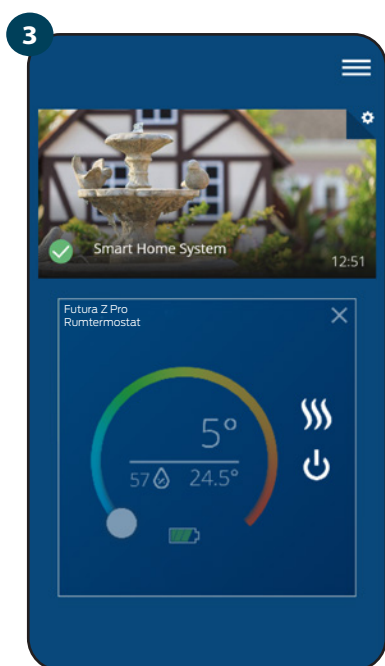 3
Smart Home System
12:51
Futura Z Pro
Rumtermostat
5°
57 24.5°